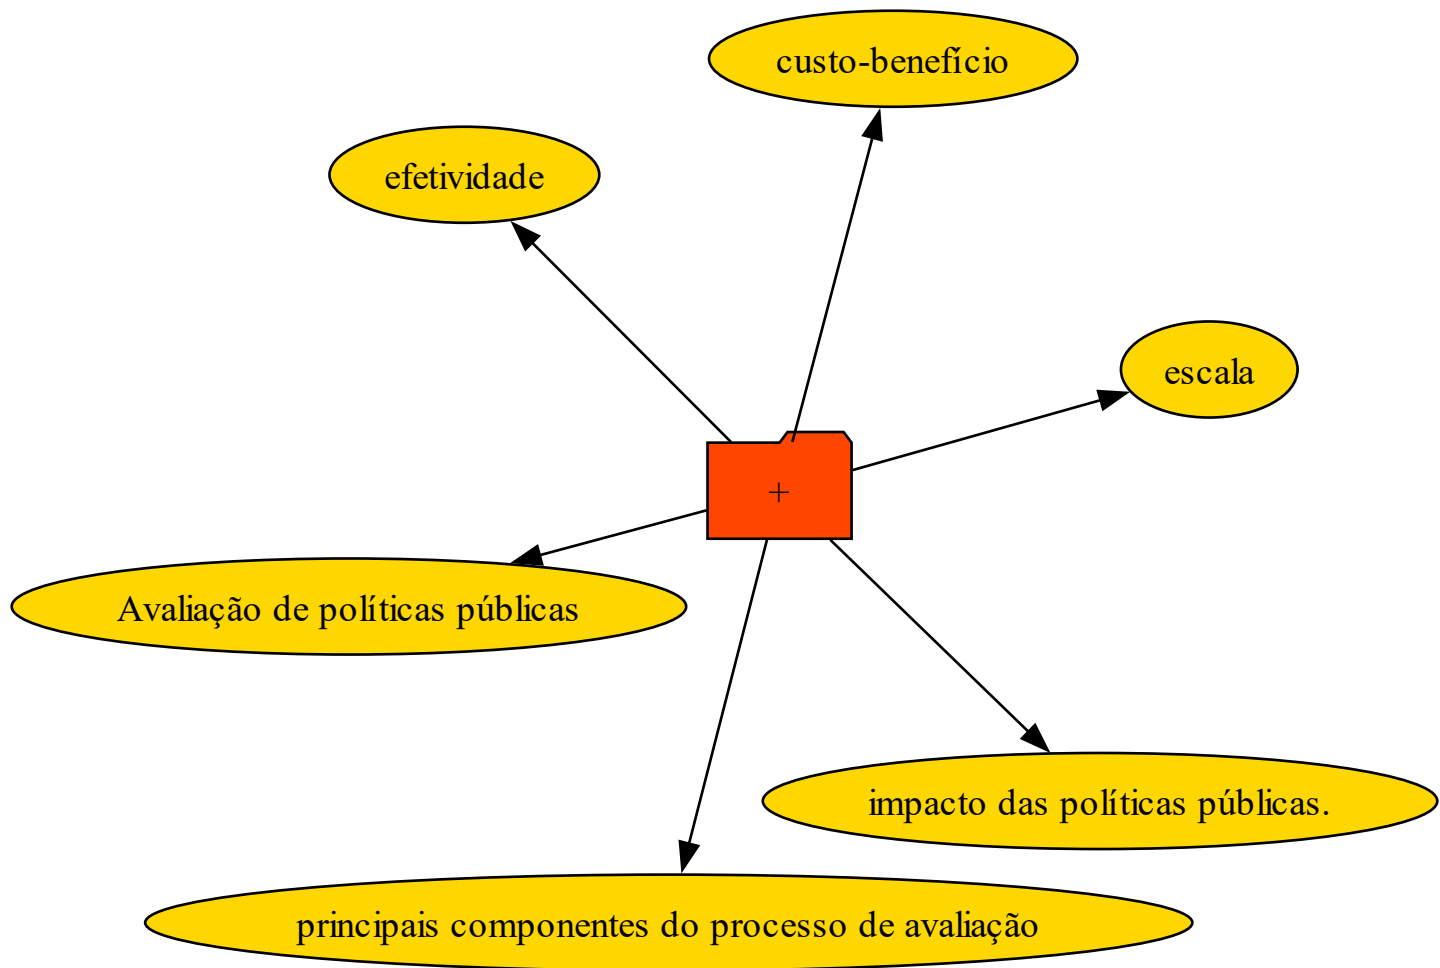 custo-benefício
efetividade
escala
+
Avaliação de políticas públicas
impacto das políticas públicas.
principais componentes do processo de avaliação